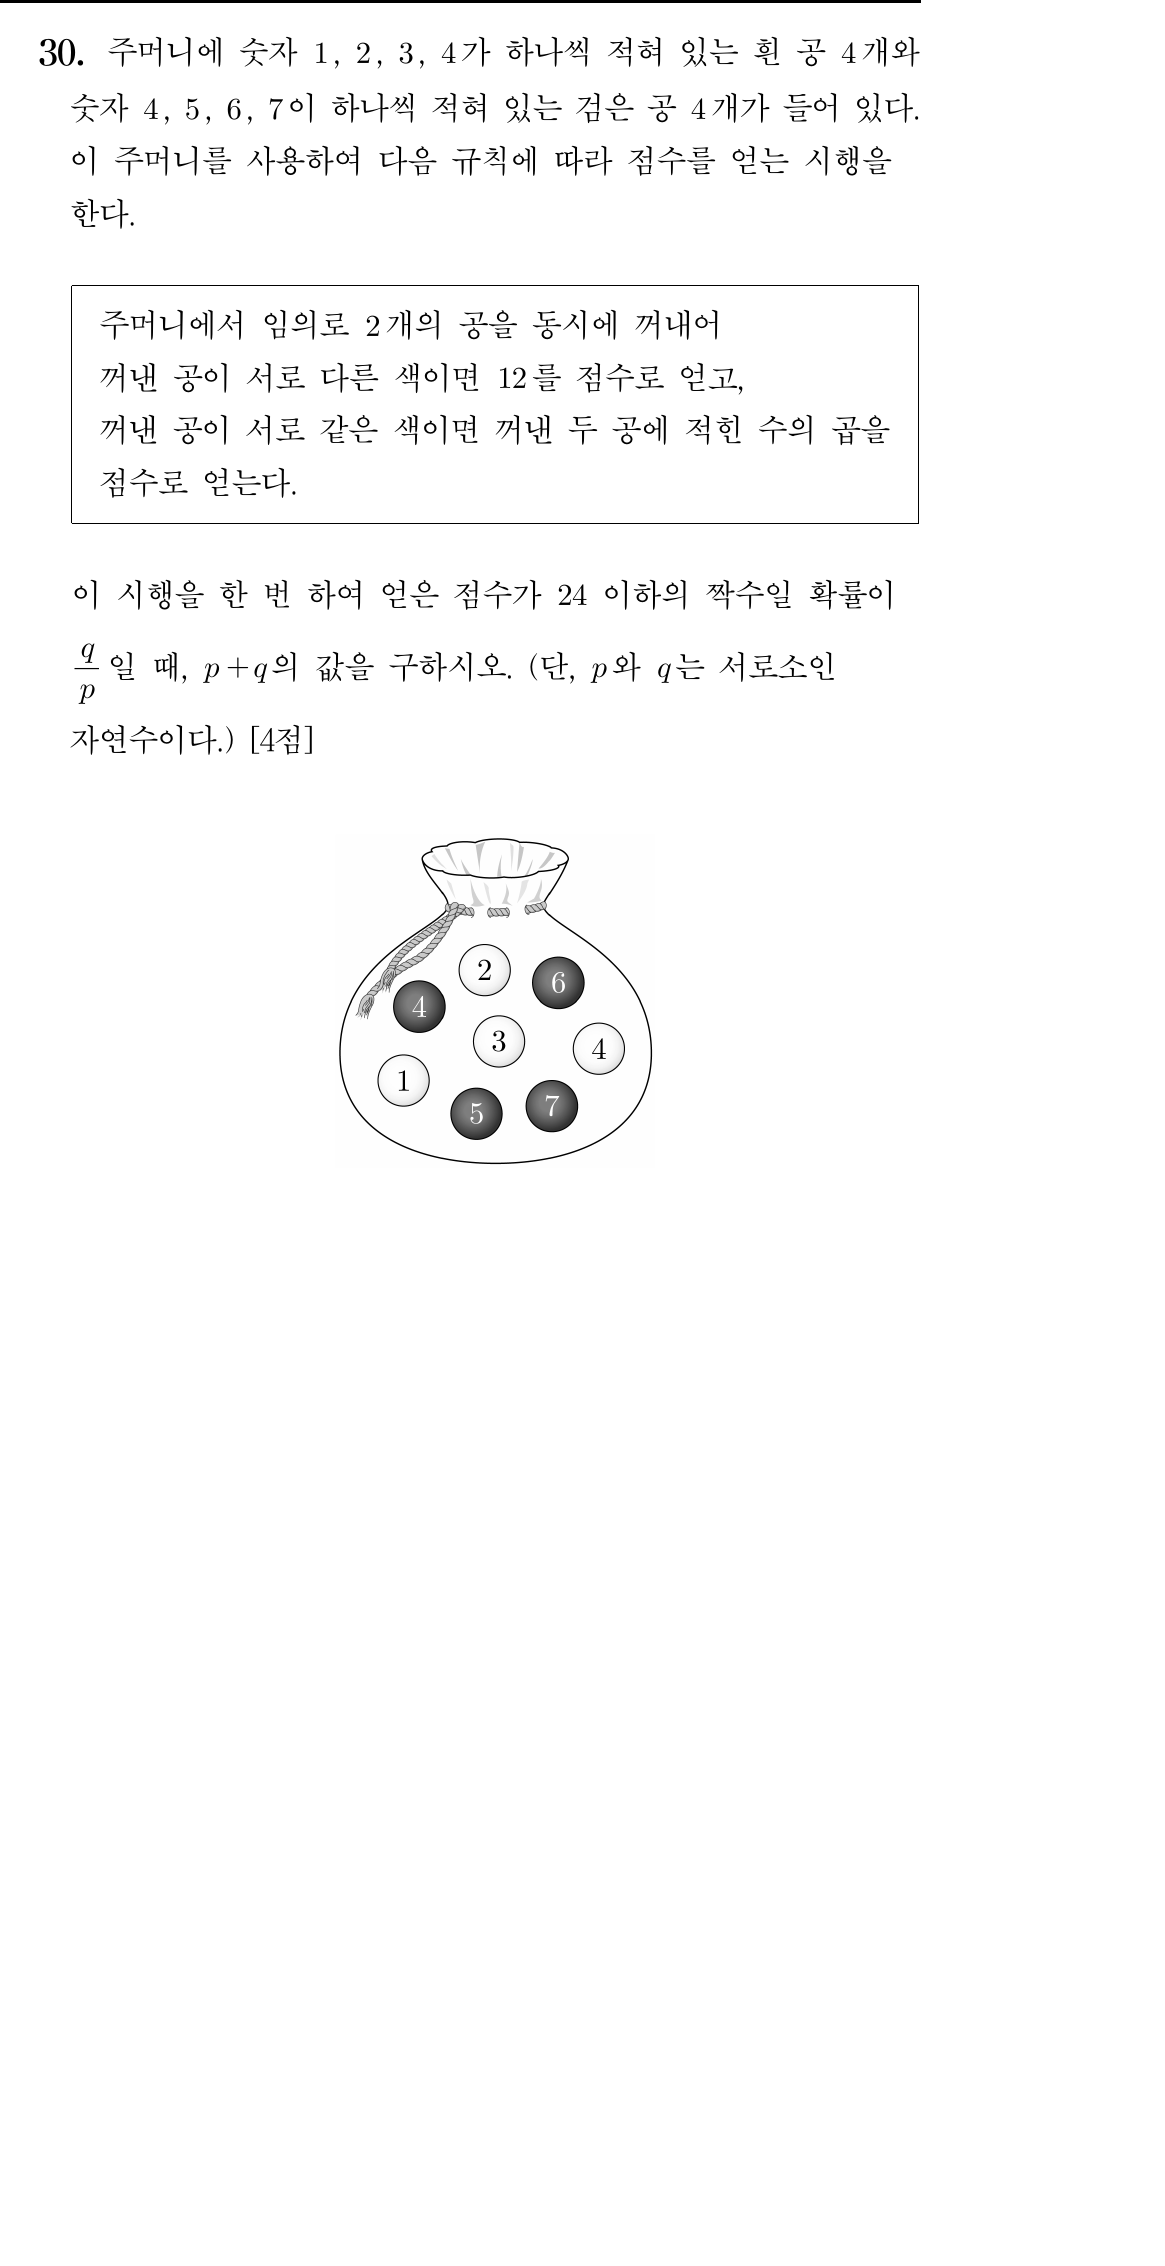 30. 주머니에 숫자 1, 2, 3, 4가 하나씩 적혀 있는 흰 공 4개와
숫자 4, 5, 6, 7이 하나씩 적혀 있는 검은 공 4개가 들어 있다.
이 주머니를 사용하여 다음 규칙에 따라 점수를 얻는 시행을
한다.
주머니에서 임의로 2개의 공을 동시에 꺼내어
꺼낸 공이 서로 다른 색이면 12를 점수로 얻고,
꺼낸 공이 서로 같은 색이면 꺼낸 두 공에 적힌 수의 곱을
점수로 얻는다.
이 시행을 한 번 하여 얻은 점수가 24 이하의 짝수일 확률이
q/p일 때, p+q의 값을 구하시오. (단, p와 q는 서로소인
자연수이다.) [4점]
2
6
4
3
4
1
5
7